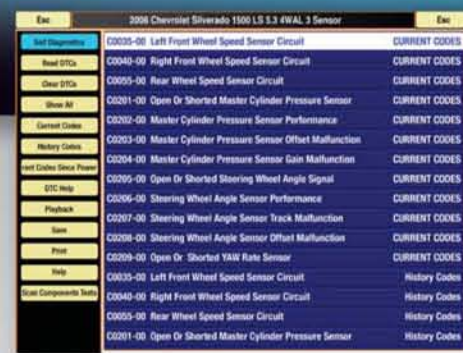 Esc 2006 Chevrolet Silverado 1500 LS 5.3 4WAL 3 Sensor Esc
Exit Diagnostics
Read DTCs
Clear DTCs
Show All
Current Codes
History Codes
rent Codes Since Power
DTC Help
Playback
Save
Print
Help
Scan Components Tests
C0035-00 Left Front Wheel Speed Sensor Circuit CURRENT CODES
C0040-00 Right Front Wheel Speed Sensor Circuit CURRENT CODES
C0055-00 Rear Wheel Speed Sensor Circuit CURRENT CODES
C0201-00 Open Or Shorted Master Cylinder Pressure Sensor CURRENT CODES
C0202-00 Master Cylinder Pressure Sensor Performance CURRENT CODES
C0203-00 Master Cylinder Pressure Sensor Offset Malfunction CURRENT CODES
C0204-00 Master Cylinder Pressure Sensor Gain Malfunction CURRENT CODES
C0205-00 Open Or Shorted Steering Wheel Angle Signal CURRENT CODES
C0206-00 Steering Wheel Angle Sensor Performance CURRENT CODES
C0207-00 Steering Wheel Angle Sensor Track Malfunction CURRENT CODES
C0208-00 Steering Wheel Angle Sensor Offset Malfunction CURRENT CODES
C0209-00 Open Or Shorted YAW Rate Sensor CURRENT CODES
C0035-00 Left Front Wheel Speed Sensor Circuit History Codes
C0040-00 Right Front Wheel Speed Sensor Circuit History Codes
C0055-00 Rear Wheel Speed Sensor Circuit History Codes
C0201-00 Open Or Shorted Master Cylinder Pressure Sensor History Codes